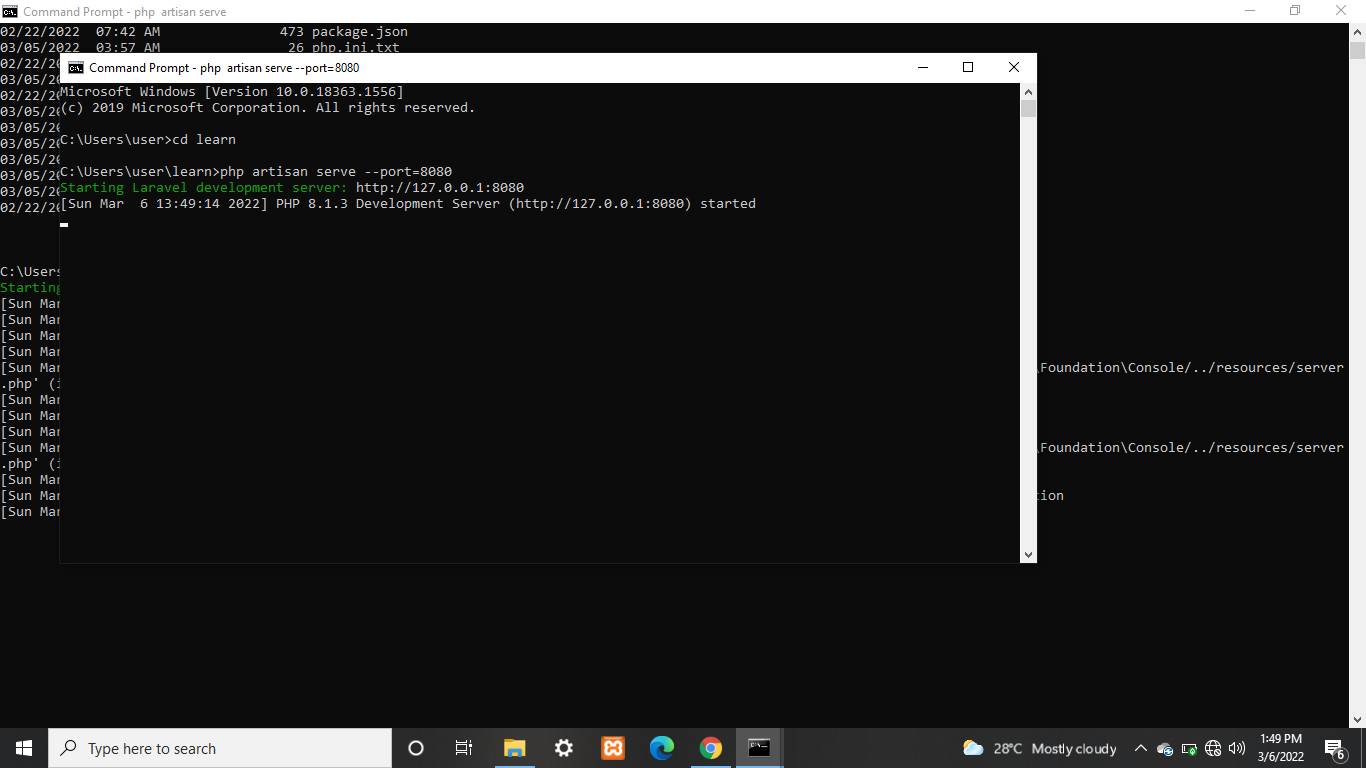 Command Prompt - php  artisan serve
02/22/2022  07:42 AM               473 package.json
03/05/2022  03:57 AM                26 php.ini.txt
02/22/20
03/05/20
02/22/20
03/05/20
03/05/20
03/05/20
03/05/20
03/05/20
03/05/20
02/22/20
Command Prompt - php  artisan serve --port=8080
Microsoft Windows [Version 10.0.18363.1556]
(c) 2019 Microsoft Corporation. All rights reserved.
C:\Users\user>cd learn
C:\Users\user\learn>php artisan serve --port=8080
Starting Laravel development server: http://127.0.0.1:8080
[Sun Mar  6 13:49:14 2022] PHP 8.1.3 Development Server (http://127.0.0.1:8080) started
C:\Users
Starting
[Sun Mar
[Sun Mar
[Sun Mar
[Sun Mar
[Sun Mar \Foundation\Console/../resources/server
.php' (i
[Sun Mar
[Sun Mar
[Sun Mar
[Sun Mar \Foundation\Console/../resources/server
.php' (i
[Sun Mar
[Sun Mar tion
[Sun Mar
Type here to search
28°C  Mostly cloudy
1:49 PM
3/6/2022
6